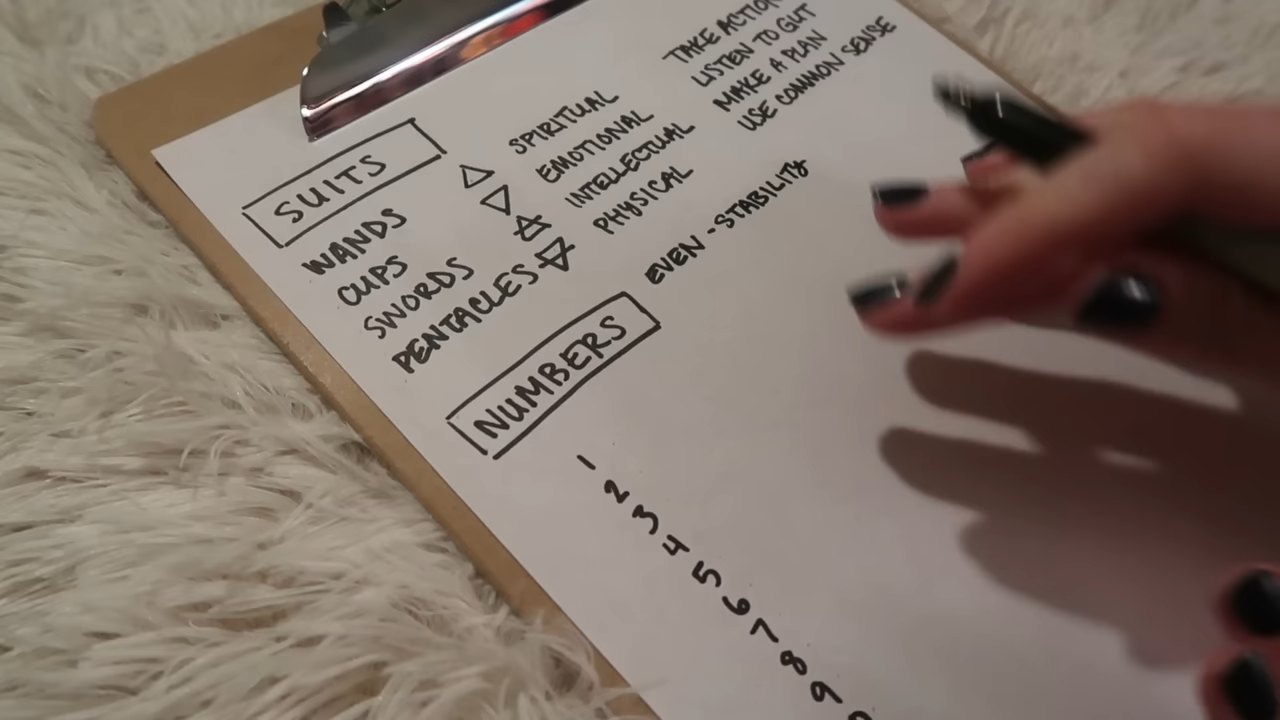 SUITS
WANDS SPIRITUAL TAKE ACTION
CUPS EMOTIONAL LISTEN TO GUT
SWORDS INTELLECTUAL MAKE A PLAN
PENTACLES PHYSICAL USE COMMON SENSE
NUMBERS EVEN - STABILITY
1
2
3
4
5
6
7
8
9